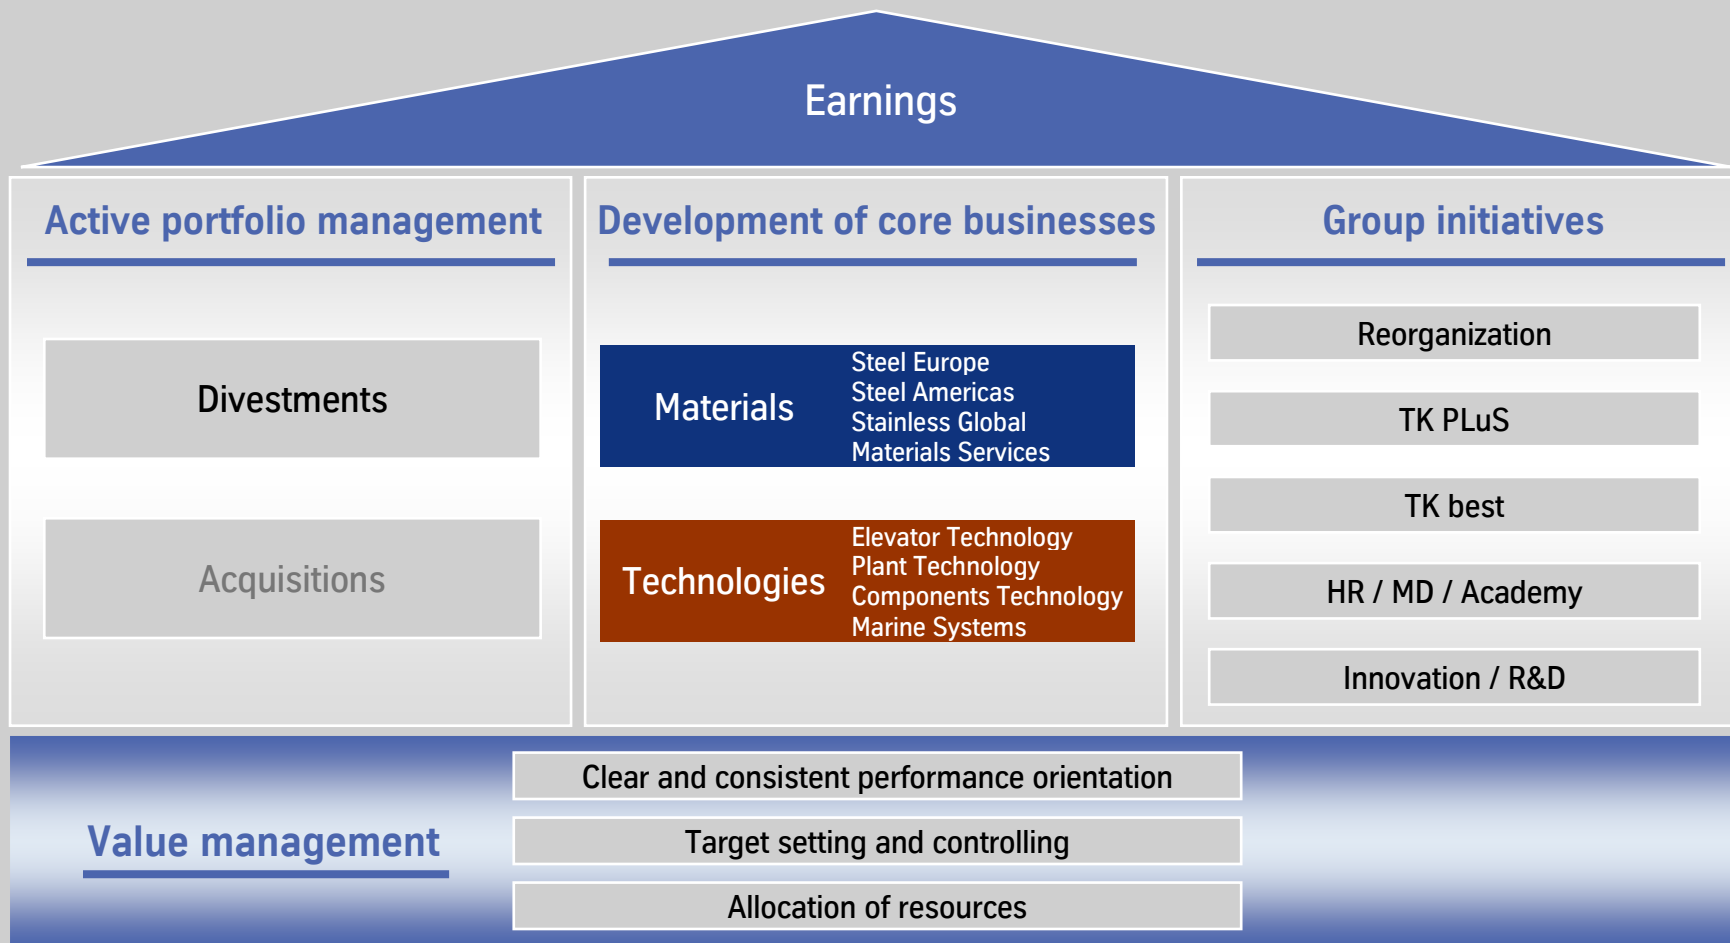 Earnings
Active portfolio management
Divestments
Acquisitions
Development of core businesses
Materials
Steel Europe
Steel Americas
Stainless Global
Materials Services
Technologies
Elevator Technology
Plant Technology
Components Technology
Marine Systems
Group initiatives
Reorganization
TK PLuS
TK best
HR / MD / Academy
Innovation / R&D
Value management
Clear and consistent performance orientation
Target setting and controlling
Allocation of resources